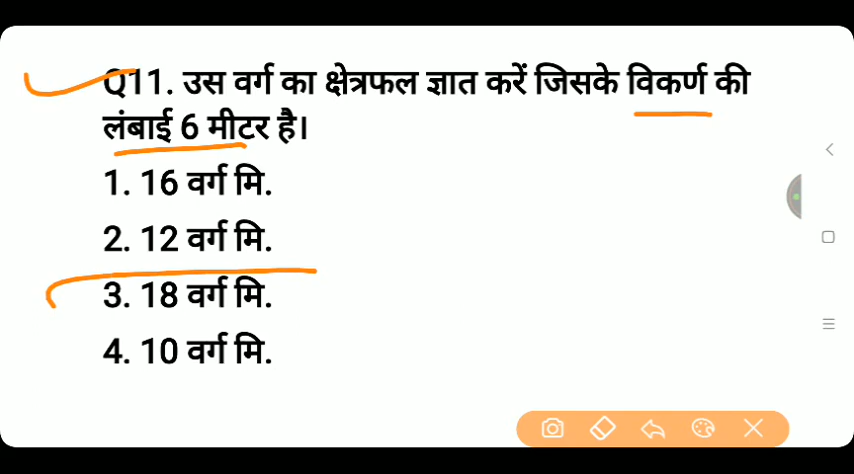 Q11. उस वर्ग का क्षेत्रफल ज्ञात करें जिसके विकर्ण की
लंबाई 6 मीटर है।
1. 16 वर्ग मि.
2. 12 वर्ग मि.
3. 18 वर्ग मि.
4. 10 वर्ग मि.